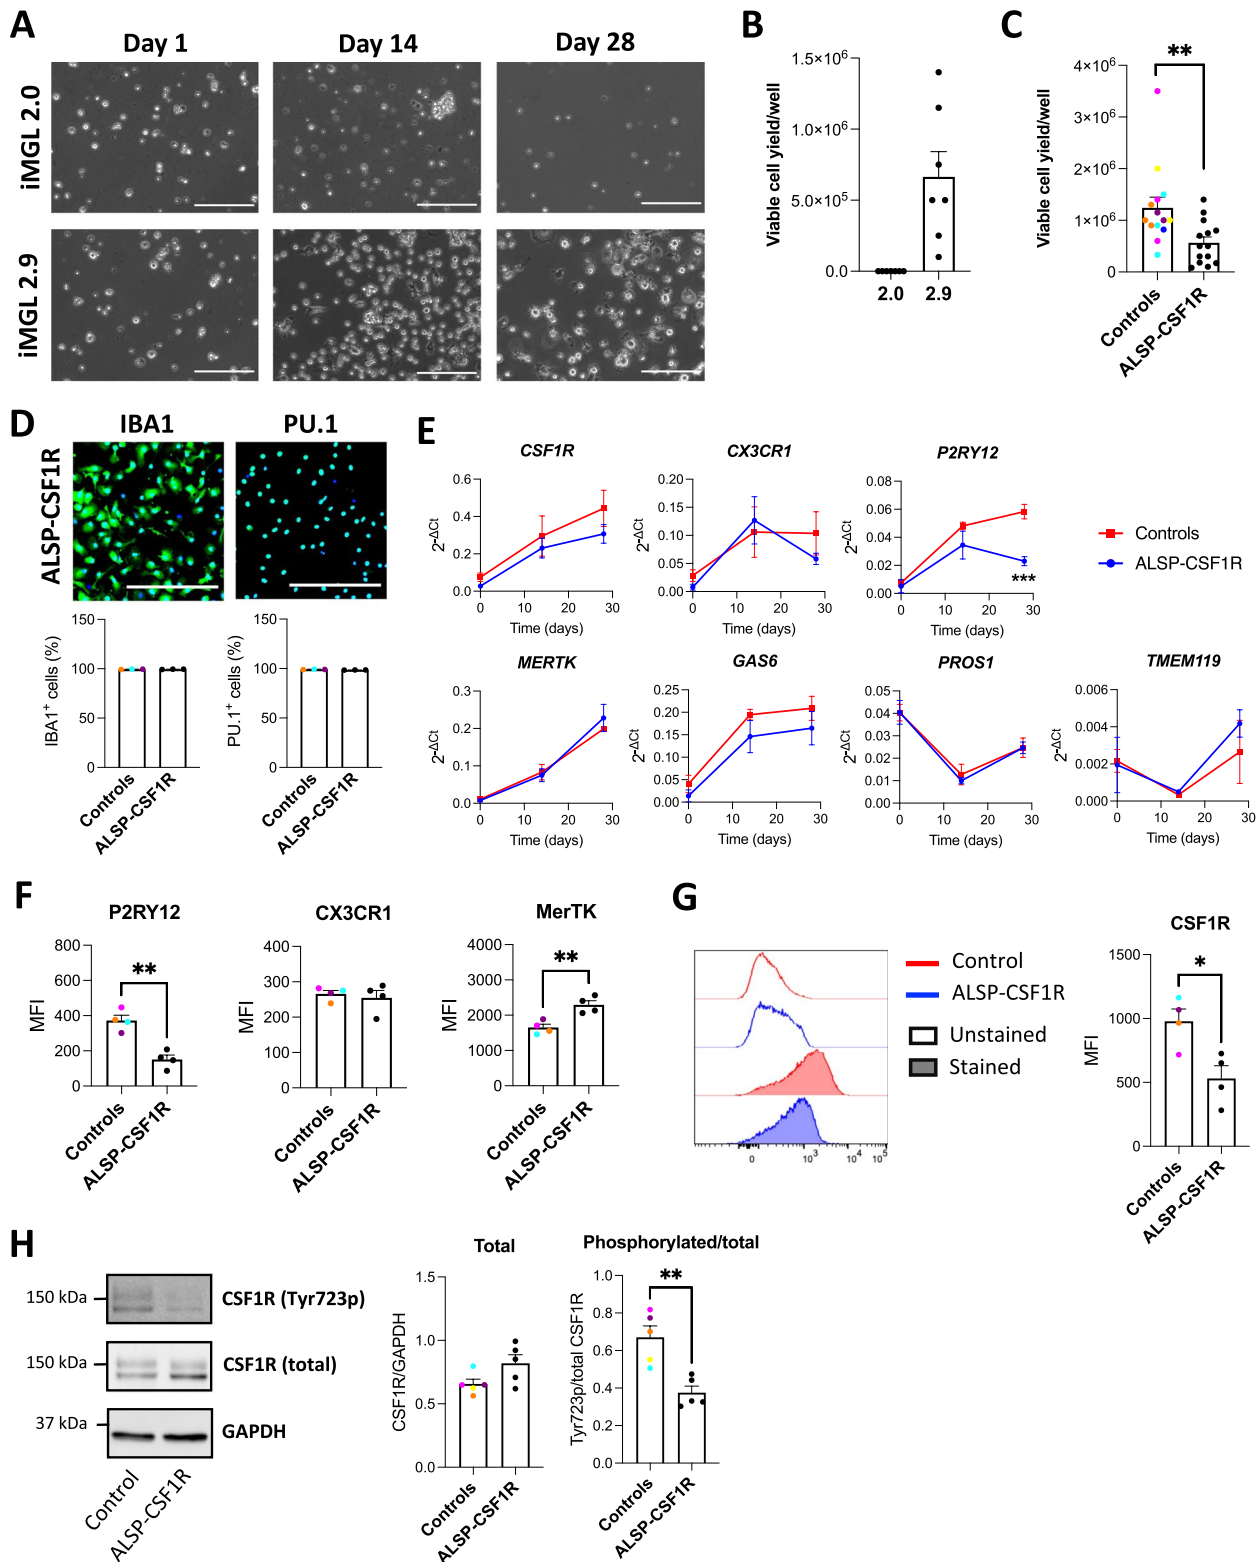 A
Day 1
Day 14
Day 28
iMGL 2.0
iMGL 2.9
B
Viable cell yield/well
1.5×10⁶
1.0×10⁶
5.0×10⁵
0.0
2.0
2.9
C
**
Viable cell yield/well
4×10⁶
3×10⁶
2×10⁶
1×10⁶
0
Controls
ALSP-CSF1R
D
IBA1
PU.1
ALSP-CSF1R
IBA1⁺ cells (%)
150
100
50
0
Controls
ALSP-CSF1R
PU.1⁺ cells (%)
150
100
50
0
Controls
ALSP-CSF1R
E
CSF1R
2-ΔCt
0.6
0.4
0.2
0.0
0 10 20 30
Time (days)
CX3CR1
2-ΔCt
0.20
0.15
0.10
0.05
0.00
0 10 20 30
Time (days)
P2RY12
2-ΔCt
0.08
0.06
0.04
0.02
0.00
***
0 10 20 30
Time (days)
Controls
ALSP-CSF1R
MERTK
2-ΔCt
0.3
0.2
0.1
0.0
0 10 20 30
Time (days)
GAS6
2-ΔCt
0.25
0.20
0.15
0.10
0.05
0.00
0 10 20 30
Time (days)
PROS1
2-ΔCt
0.05
0.04
0.03
0.02
0.01
0.00
0 10 20 30
Time (days)
TMEM119
2-ΔCt
0.006
0.004
0.002
0.000
0 10 20 30
Time (days)
F
P2RY12
MFI
800
600
400
200
0
**
Controls
ALSP-CSF1R
CX3CR1
MFI
400
300
200
100
0
Controls
ALSP-CSF1R
MerTK
MFI
4000
3000
2000
1000
0
**
Controls
ALSP-CSF1R
G
0 10³ 10⁴ 10⁵
Control
ALSP-CSF1R
Unstained
Stained
CSF1R
MFI
1500
1000
500
0
*
Controls
ALSP-CSF1R
H
150 kDa
CSF1R (Tyr723p)
150 kDa
CSF1R (total)
37 kDa
GAPDH
Control
ALSP-CSF1R
Total
CSF1R/GAPDH
1.5
1.0
0.5
0.0
Controls
ALSP-CSF1R
Phosphorylated/total
Tyr723p/total CSF1R
1.0
0.8
0.6
0.4
0.2
0.0
**
Controls
ALSP-CSF1R